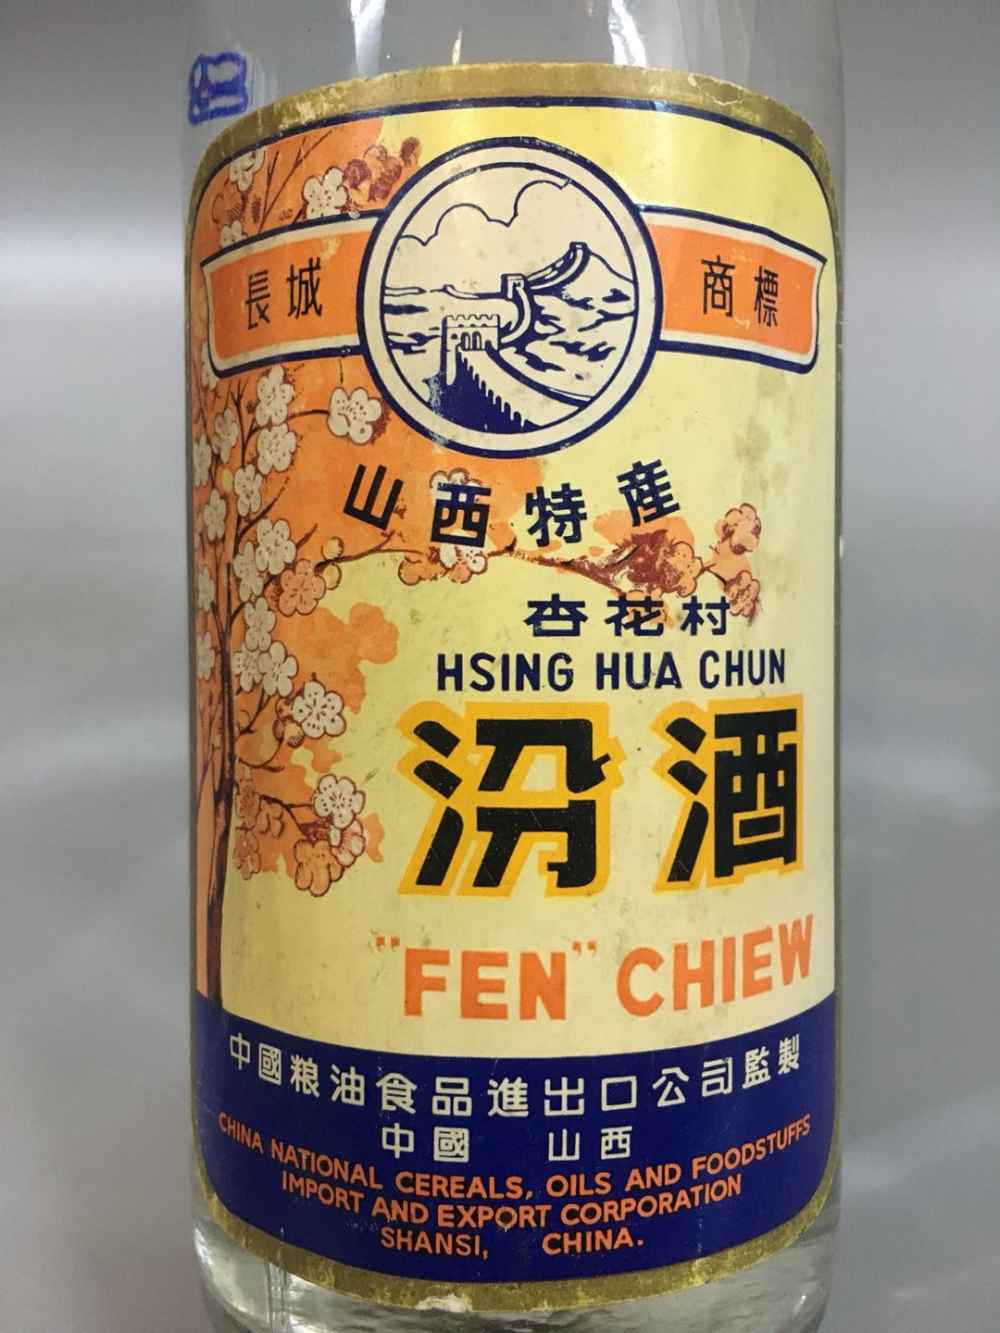 長城 商標
山西特産
杏花村
HSING HUA CHUN
汾酒
"FEN" CHIEW
中國粮油食品進出口公司監製
中國 山西
CHINA NATIONAL CEREALS, OILS AND FOODSTUFFS
IMPORT AND EXPORT CORPORATION
SHANSI, CHINA.